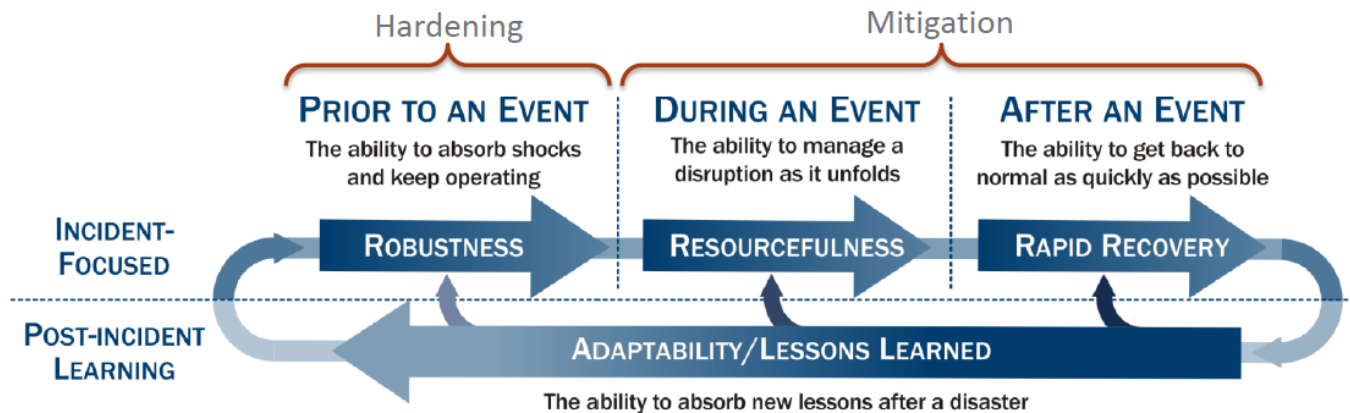 Hardening
Mitigation
PRIOR TO AN EVENT
DURING AN EVENT
AFTER AN EVENT
The ability to absorb shocks
and keep operating
The ability to manage a
disruption as it unfolds
The ability to get back to
normal as quickly as possible
INCIDENT-
FOCUSED
ROBUSTNESS
RESOURCEFULNESS
RAPID RECOVERY
POST-INCIDENT
LEARNING
ADAPTABILITY/LESSONS LEARNED
The ability to absorb new lessons after a disaster